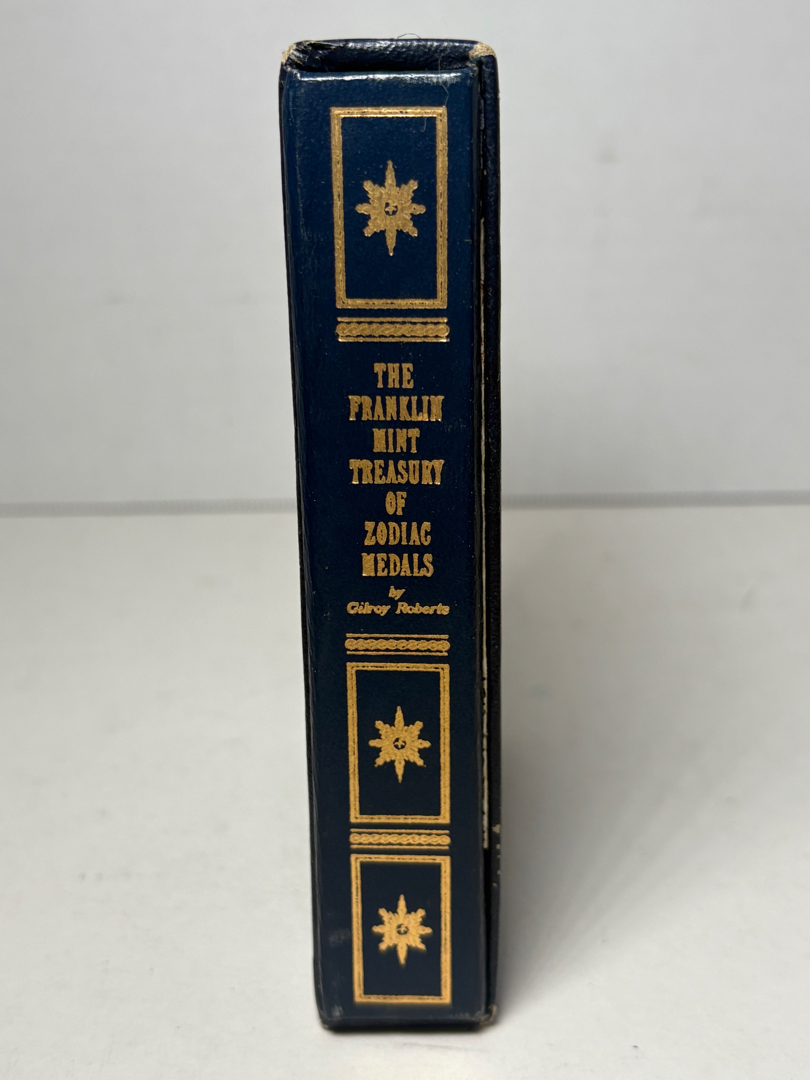 THE
FRANKLIN
MINT
TREASURY
OF
ZODIAC
MEDALS
by
Gilroy Roberts